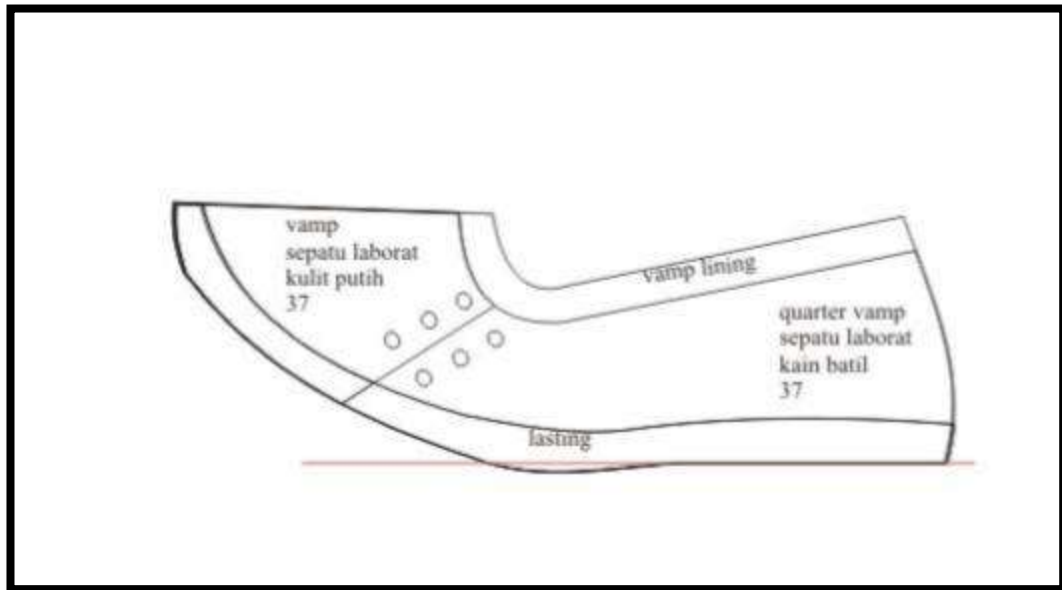 vamp
sepatu laborat
kulit putih
37
vamp lining
quarter vamp
sepatu laborat
kain batil
37
lasting